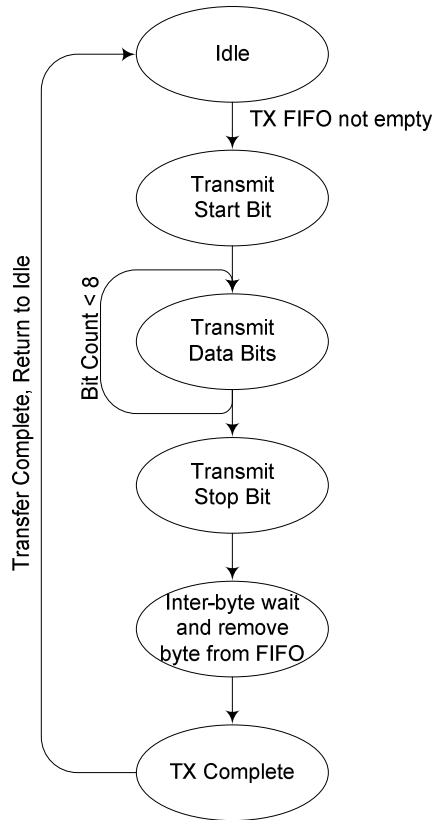 Idle
TX FIFO not empty
Transmit
Start Bit
Transmit
Data Bits
Bit Count < 8
Transmit
Stop Bit
Inter-byte wait
and remove
byte from FIFO
TX Complete
Transfer Complete, Return to Idle